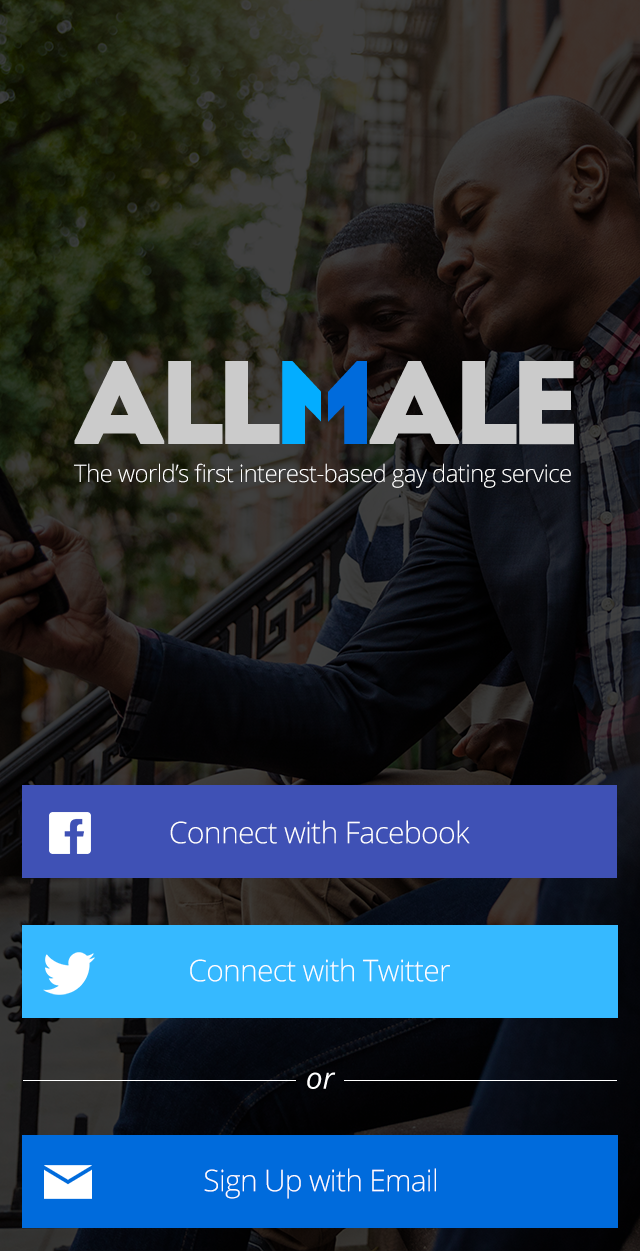 ALLMALE
The world's first interest-based gay dating service
Connect with Facebook
Connect with Twitter
or
Sign Up with Email